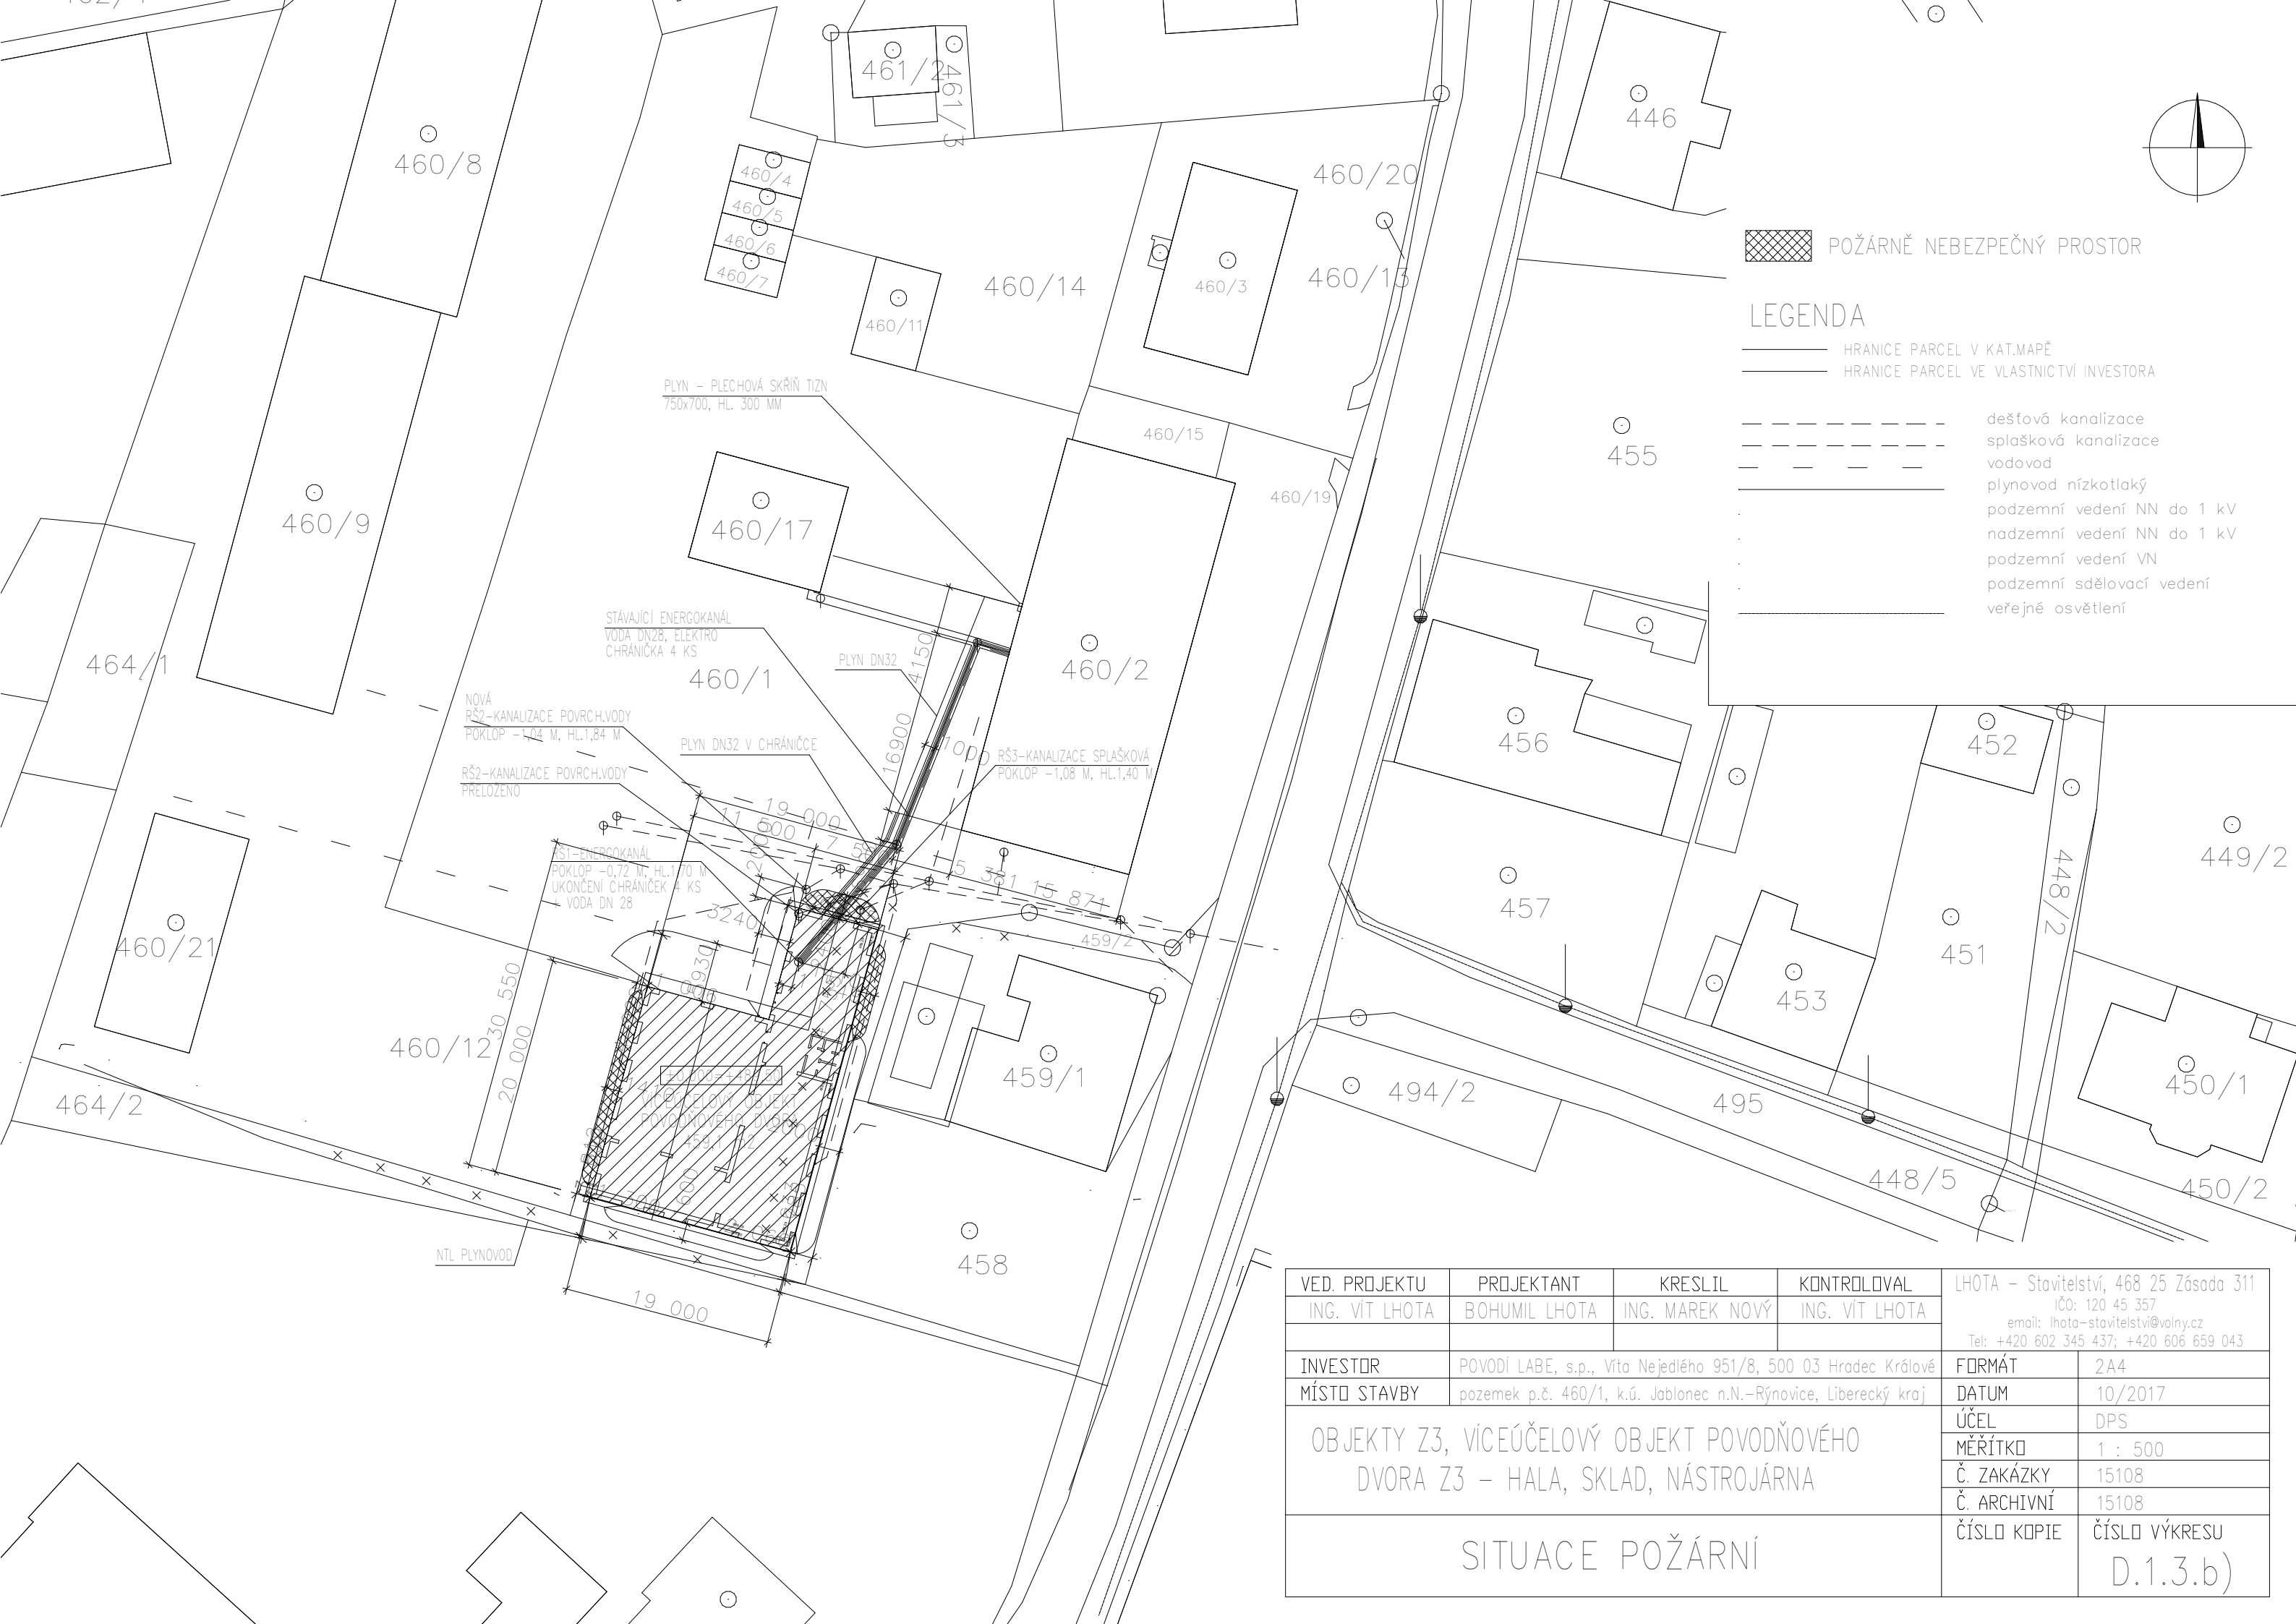 461/2
461/3
446
460/8
460/4
460/5
460/6
460/7
460/20
460/14
460/3
460/13
460/11
POŽÁRNĚ NEBEZPEČNÝ PROSTOR
LEGENDA
HRANICE PARCEL V KAT.MAPĚ
HRANICE PARCEL VE VLASTNICTVÍ INVESTORA
dešťová kanalizace
splašková kanalizace
vodovod
plynovod nízkotlaký
podzemní vedení NN do 1 kV
nadzemní vedení NN do 1 kV
podzemní vedení VN
podzemní sdělovací vedení
veřejné osvětlení
PLYN - PLECHOVÁ SKŘÍŇ TIZN
750x700, HL. 300 MM
460/15
455
460/19
460/9
460/17
STÁVAJÍCÍ ENERGOKANÁL
VODA DN28, ELEKTRO
CHRÁNIČKA 4 KS
460/1
PLYN DN32
4150
460/2
464/1
NOVÁ
RŠ2-KANALIZACE POVRCH.VODY
POKLOP -1,04 M, HL.1,84 M
PLYN DN32 V CHRÁNIČCE
16900
1000
RŠ3-KANALIZACE SPLAŠKOVÁ
POKLOP -1,08 M, HL.1,40 M
RŠ2-KANALIZACE POVRCH.VODY
PŘELOŽENO
456
452
19 000
11 500
2000
RŠ1-ENERGOKANÁL
POKLOP -0,72 M, HL.1,70 M
UKONČENÍ CHRÁNIČEK 4 KS
+ VODA DN 28
5 381
15 871
449/2
448/2
457
3240
459/2
460/21
451
453
30 550
20 000
460/12
459/1
450/1
464/2
494/2
495
VÍCEÚČELOVÝ OBJEKT
POVODŇOVÉHO DVORA
448/5
450/2
NTL PLYNOVOD
458
19 000
VED. PROJEKTU
PROJEKTANT
KRESLIL
KONTROLOVAL
ING. VÍT LHOTA
BOHUMIL LHOTA
ING. MAREK NOVÝ
ING. VÍT LHOTA
LHOTA - Stavitelství, 468 25 Zásada 311
IČO: 120 45 357
email: lhota-stavitelstvi@volny.cz
Tel: +420 602 345 437; +420 606 659 043
INVESTOR
POVODÍ LABE, s.p., Víta Nejedlého 951/8, 500 03 Hradec Králové
MÍSTO STAVBY
pozemek p.č. 460/1, k.ú. Jablonec n.N.-Rýnovice, Liberecký kraj
FORMÁT 2A4
DATUM 10/2017
ÚČEL DPS
MĚŘÍTKO 1 : 500
Č. ZAKÁZKY 15108
Č. ARCHIVNÍ 15108
OBJEKTY Z3, VÍCEÚČELOVÝ OBJEKT POVODŇOVÉHO
DVORA Z3 - HALA, SKLAD, NÁSTROJÁRNA
SITUACE POŽÁRNÍ
ČÍSLO KOPIE
ČÍSLO VÝKRESU
D.1.3.b)